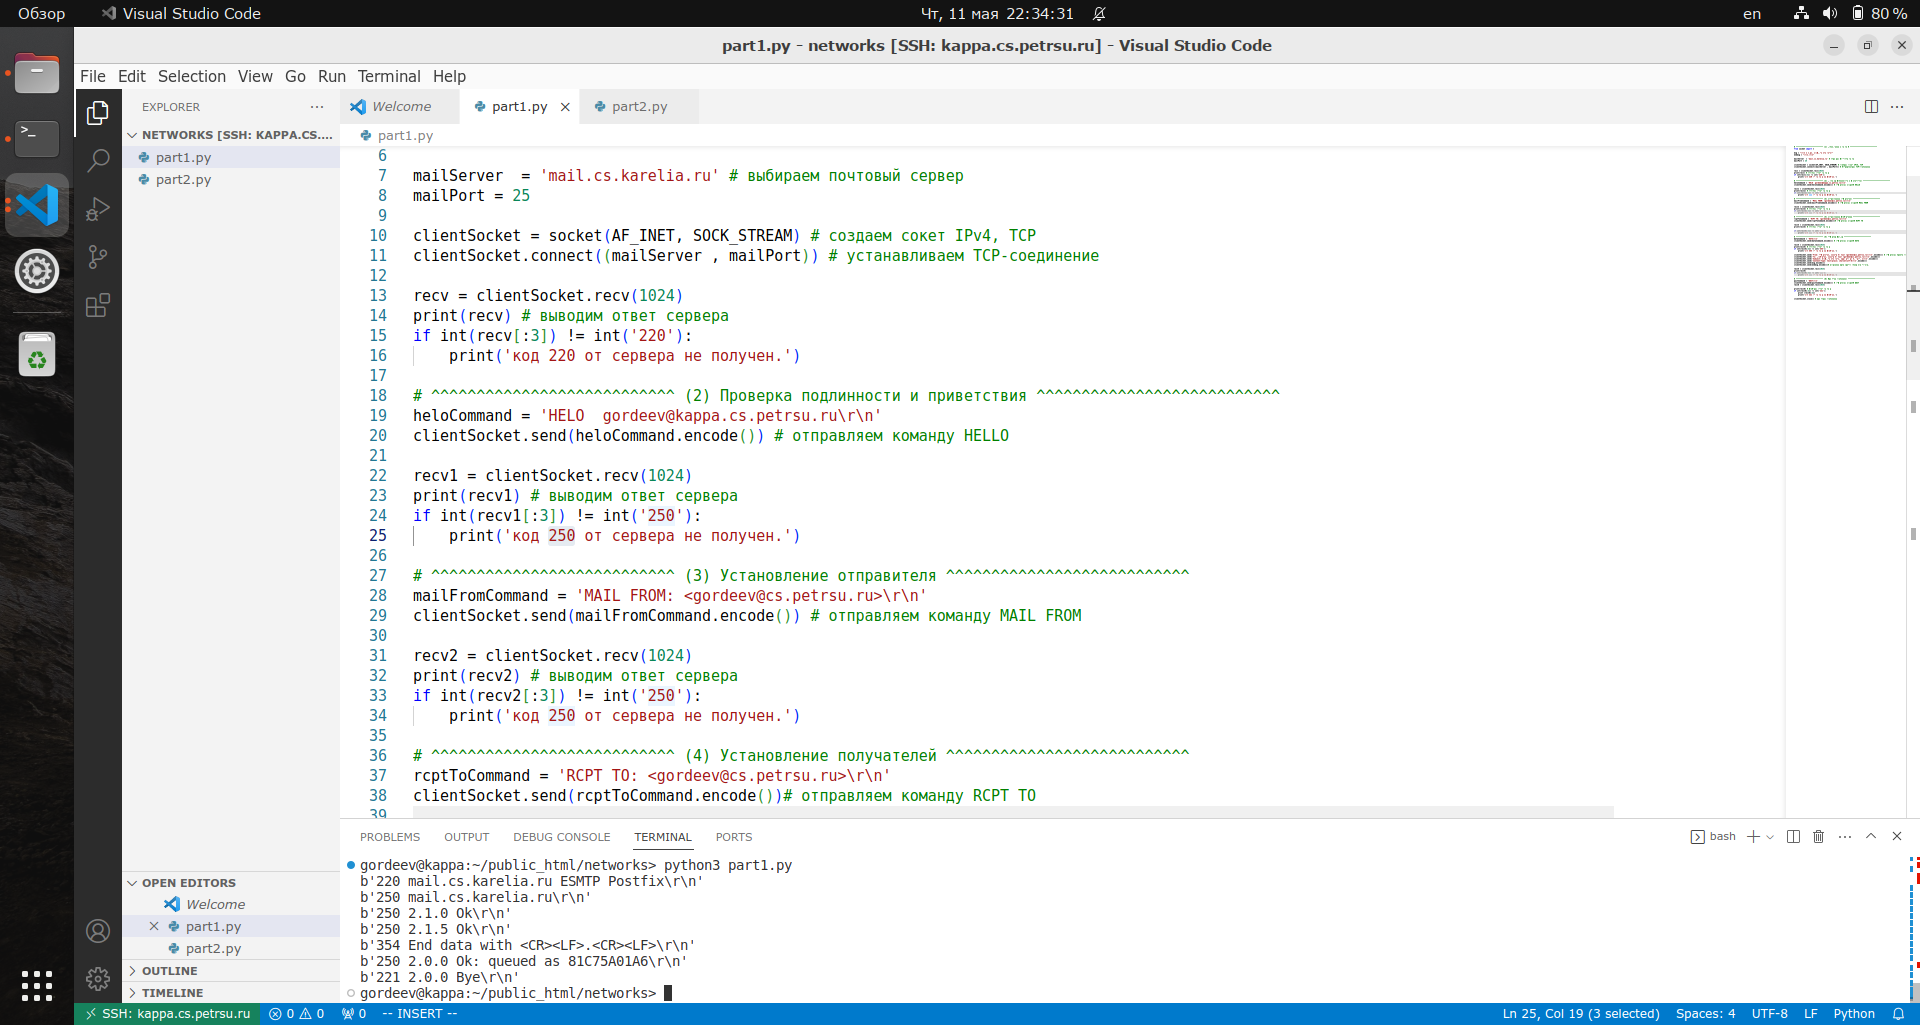 Обзор
Visual Studio Code
Чт, 11 мая 22:34:31
en
80 %
part1.py - networks [SSH: kappa.cs.petrsu.ru] - Visual Studio Code
File Edit Selection View Go Run Terminal Help
EXPLORER
NETWORKS [SSH: KAPPA.CS....
part1.py
part2.py
OPEN EDITORS
Welcome
part1.py
part2.py
OUTLINE
TIMELINE
Welcome
part1.py
part2.py
part1.py
6
7 mailServer  = 'mail.cs.karelia.ru' # выбираем почтовый сервер
8 mailPort = 25
9
10 clientSocket = socket(AF_INET, SOCK_STREAM) # создаем сокет IPv4, TCP
11 clientSocket.connect((mailServer , mailPort)) # устанавливаем TCP-соединение
12
13 recv = clientSocket.recv(1024)
14 print(recv) # выводим ответ сервера
15 if int(recv[:3]) != int('220'):
16     print('код 220 от сервера не получен.')
17
18 # ^^^^^^^^^^^^^^^^^^^^^^^^^^^ (2) Проверка подлинности и приветствия ^^^^^^^^^^^^^^^^^^^^^^^^^^^
19 heloCommand = 'HELO  gordeev@kappa.cs.petrsu.ru\r\n'
20 clientSocket.send(heloCommand.encode()) # отправляем команду HELLO
21
22 recv1 = clientSocket.recv(1024)
23 print(recv1) # выводим ответ сервера
24 if int(recv1[:3]) != int('250'):
25     print('код 250 от сервера не получен.')
26
27 # ^^^^^^^^^^^^^^^^^^^^^^^^^^^ (3) Установление отправителя ^^^^^^^^^^^^^^^^^^^^^^^^^^^
28 mailFromCommand = 'MAIL FROM: <gordeev@cs.petrsu.ru>\r\n'
29 clientSocket.send(mailFromCommand.encode()) # отправляем команду MAIL FROM
30
31 recv2 = clientSocket.recv(1024)
32 print(recv2) # выводим ответ сервера
33 if int(recv2[:3]) != int('250'):
34     print('код 250 от сервера не получен.')
35
36 # ^^^^^^^^^^^^^^^^^^^^^^^^^^^ (4) Установление получателей ^^^^^^^^^^^^^^^^^^^^^^^^^^^
37 rcptToCommand = 'RCPT TO: <gordeev@cs.petrsu.ru>\r\n'
38 clientSocket.send(rcptToCommand.encode())# отправляем команду RCPT TO
39
PROBLEMS OUTPUT DEBUG CONSOLE TERMINAL PORTS
bash
gordeev@kappa:~/public_html/networks> python3 part1.py
b'220 mail.cs.karelia.ru ESMTP Postfix\r\n'
b'250 mail.cs.karelia.ru\r\n'
b'250 2.1.0 Ok\r\n'
b'250 2.1.5 Ok\r\n'
b'354 End data with <CR><LF>.<CR><LF>\r\n'
b'250 2.0.0 Ok: queued as 81C75A01A6\r\n'
b'221 2.0.0 Bye\r\n'
gordeev@kappa:~/public_html/networks>
SSH: kappa.cs.petrsu.ru 0 0 0 -- INSERT --
Ln 25, Col 19 (3 selected) Spaces: 4 UTF-8 LF Python